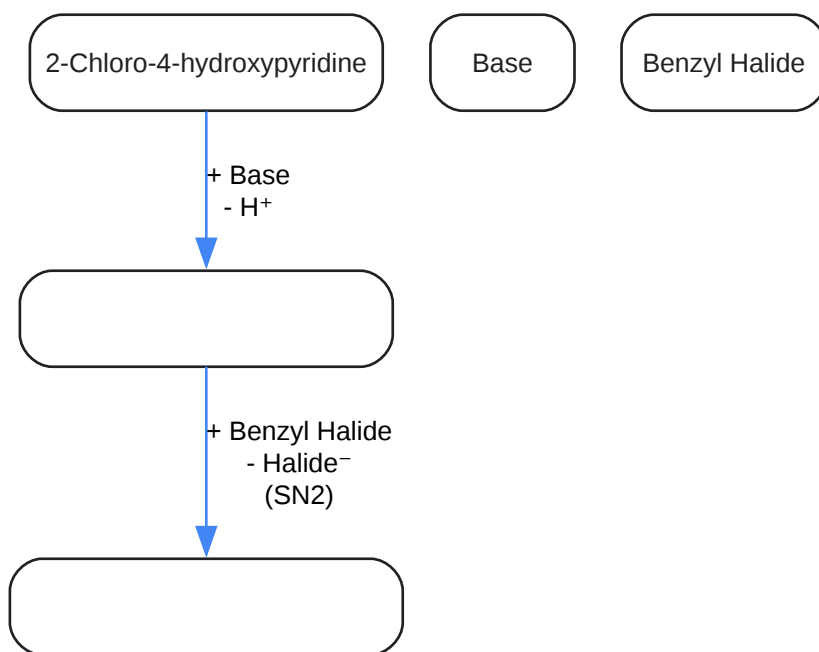 2-Chloro-4-hydroxypyridine
Base
Benzyl Halide
+ Base
- H⁺
+ Benzyl Halide
- Halide⁻
(SN2)